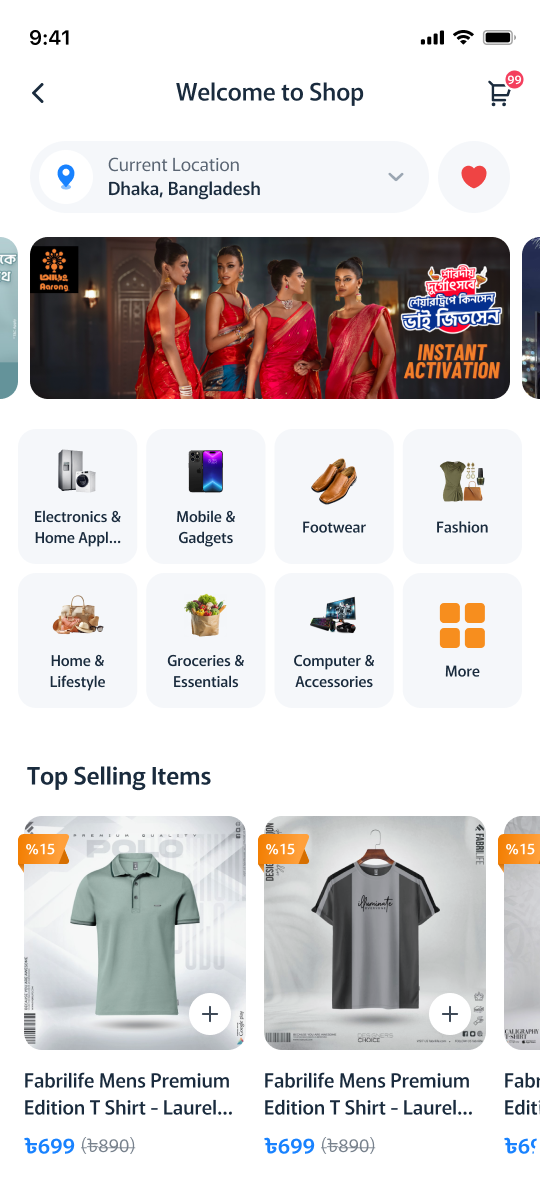 9:41
Welcome to Shop
99
Current Location
Dhaka, Bangladesh
কে
থ
আড়ং
Aarong
শারদীয়
দুর্গোৎসবে
শেয়ারট্রিপে কিনসেন
ভাই জিতসেন
INSTANT
ACTIVATION
Electronics &
Home Appl...
Mobile &
Gadgets
Footwear
Fashion
Home &
Lifestyle
Groceries &
Essentials
Computer &
Accessories
More
Top Selling Items
PREMIUM QUALITY
POLO
%15
FABRILIFE
%15
illuminate
DESIGNERS
CHOICE
%15
CALIGRAPHY
T-SHIRT
Fabrilife Mens Premium
Edition T Shirt - Laurel...
৳699 (৳890)
Fabrilife Mens Premium
Edition T Shirt - Laurel...
৳699 (৳890)
Fabr
Editi
৳69